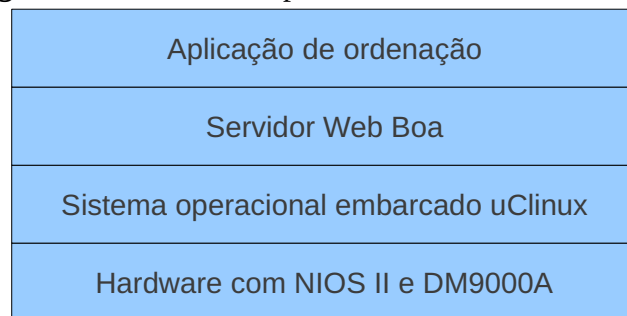 Aplicação de ordenação
Servidor Web Boa
Sistema operacional embarcado uClinux
Hardware com NIOS II e DM9000A